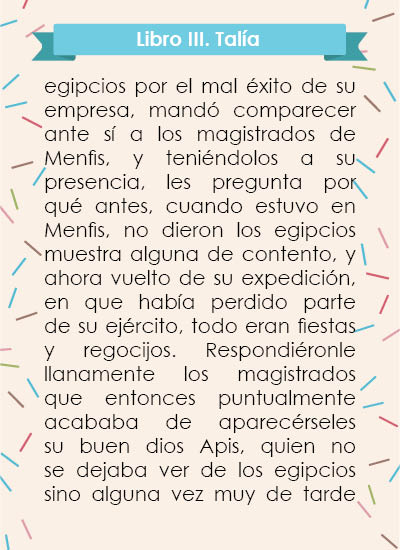 Libro III. Talía
egipcios por el mal éxito de su
empresa, mandó comparecer
ante sí a los magistrados de
Menfis, y teniéndolos a su
presencia, les pregunta por
qué antes, cuando estuvo en
Menfis, no dieron los egipcios
muestra alguna de contento, y
ahora vuelto de su expedición,
en que había perdido parte
de su ejército, todo eran fiestas
y regocijos. Respondiéronle
llanamente los magistrados
que entonces puntualmente
acababa de aparecérseles
su buen dios Apis, quien no
se dejaba ver de los egipcios
sino alguna vez muy de tarde